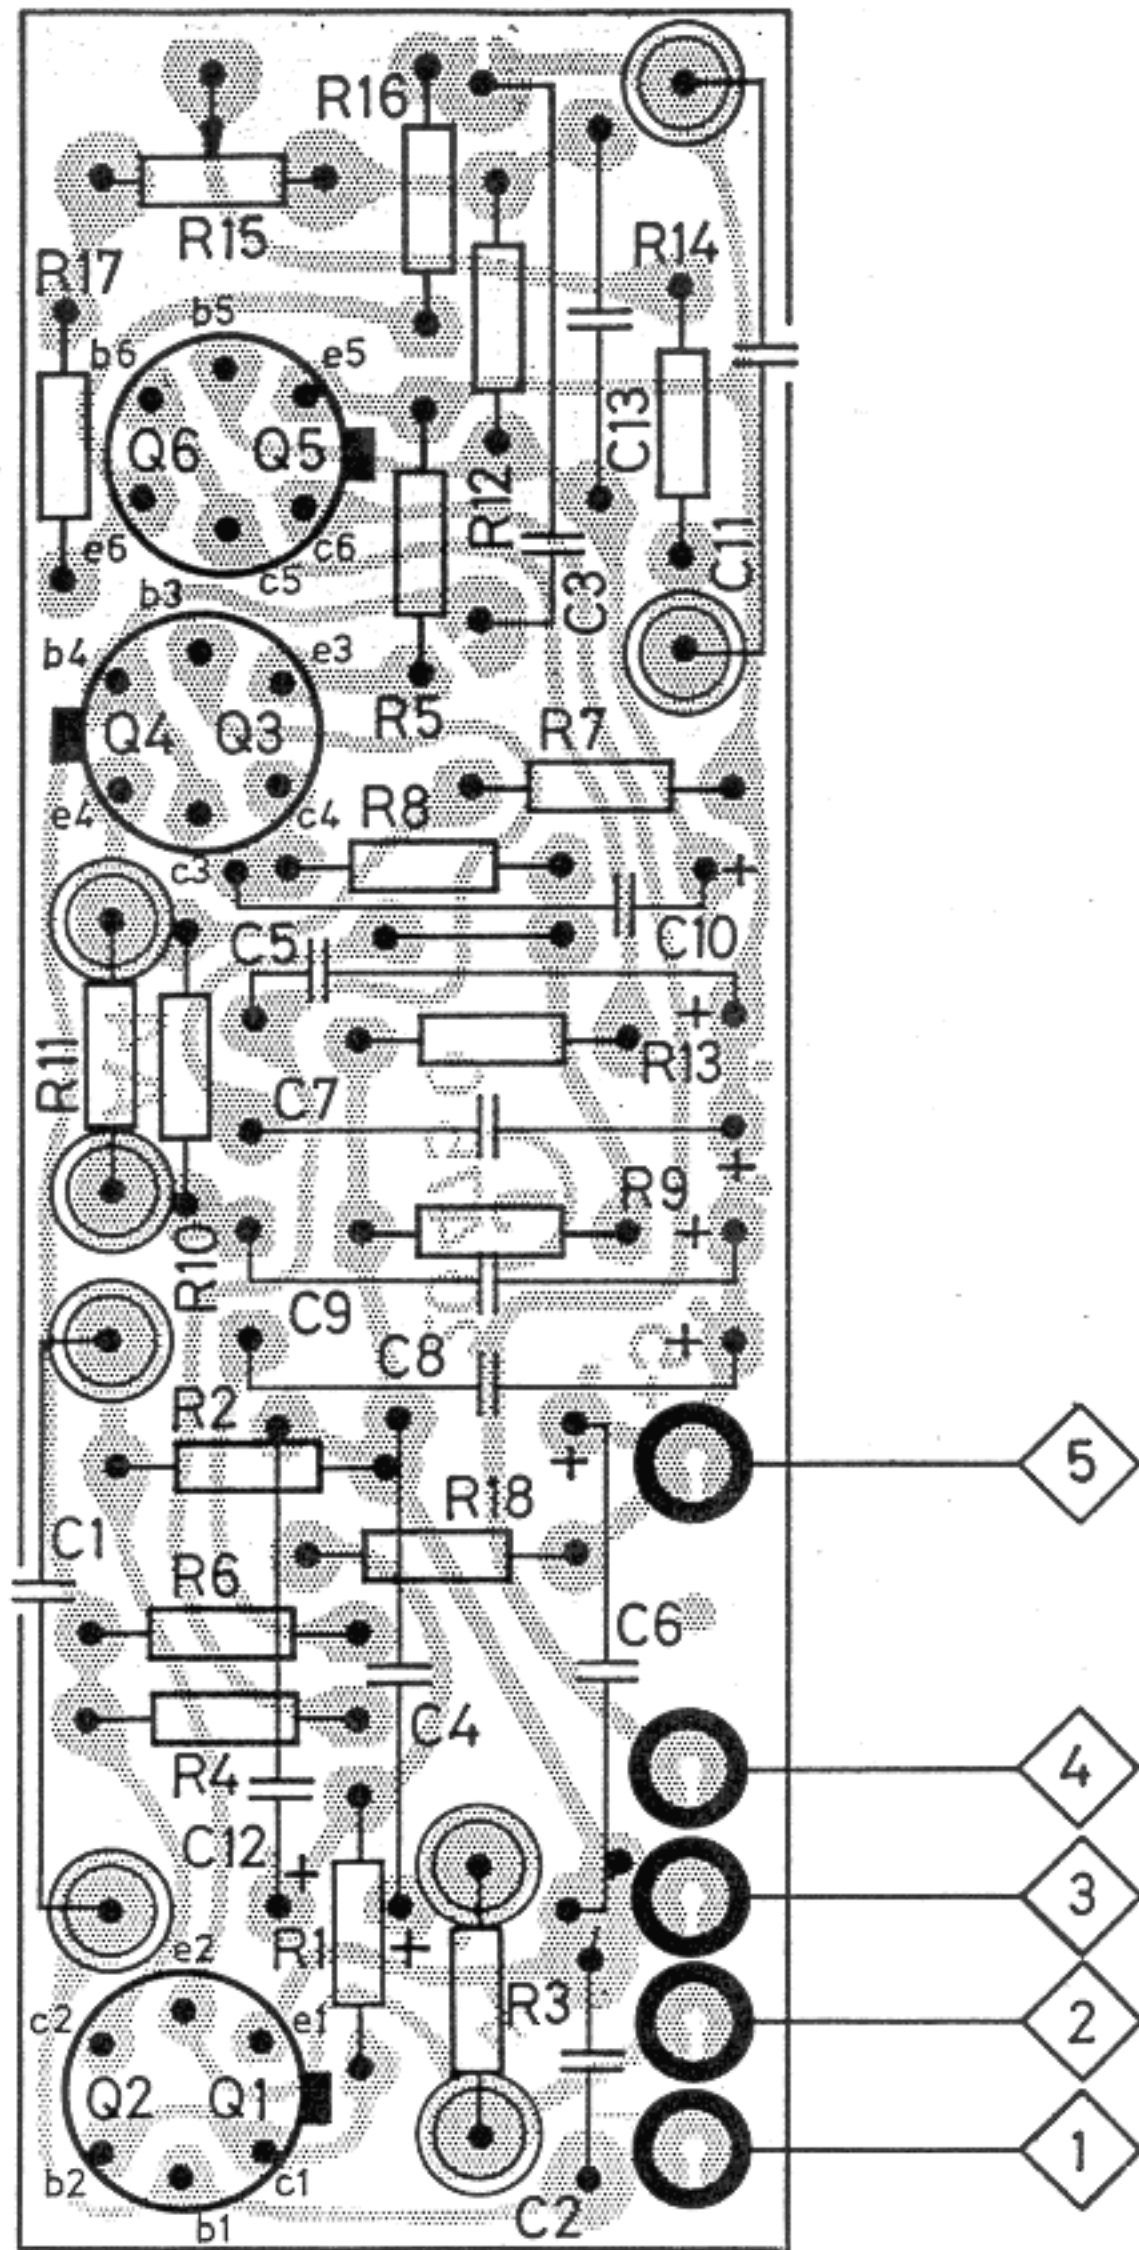 R16
R15
R14
R17
b5
b6
e5
Q6
Q5
C13
R12
C11
e6
c6
c5
C3
b3
b4
e3
Q4
Q3
R5
R7
e4
c4
R8
c3
+
C5
C10
+
R11
R13
C7
+
R9
+
R10
C9
C8
+
R2
5
+
R18
C1
R6
C6
C4
4
R4
C12
+
3
R1
+
e2
R3
c2
e1
2
Q2
Q1
1
b2
c1
C2
b1